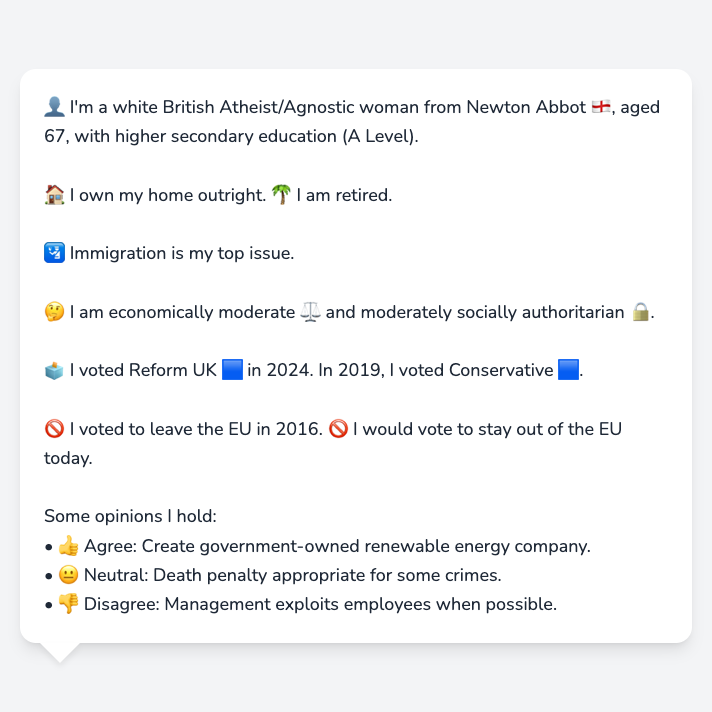 👤 I'm a white British Atheist/Agnostic woman from Newton Abbot 🏴󠁧󠁢󠁥󠁮󠁧󠁿, aged
67, with higher secondary education (A Level).
🏠 I own my home outright. 🌴 I am retired.
🛂 Immigration is my top issue.
🤔 I am economically moderate ⚖️ and moderately socially authoritarian 🔒.
🗳️ I voted Reform UK 🟦 in 2024. In 2019, I voted Conservative 🟦.
🚫 I voted to leave the EU in 2016. 🚫 I would vote to stay out of the EU
today.
Some opinions I hold:
• 👍 Agree: Create government-owned renewable energy company.
• 😐 Neutral: Death penalty appropriate for some crimes.
• 👎 Disagree: Management exploits employees when possible.